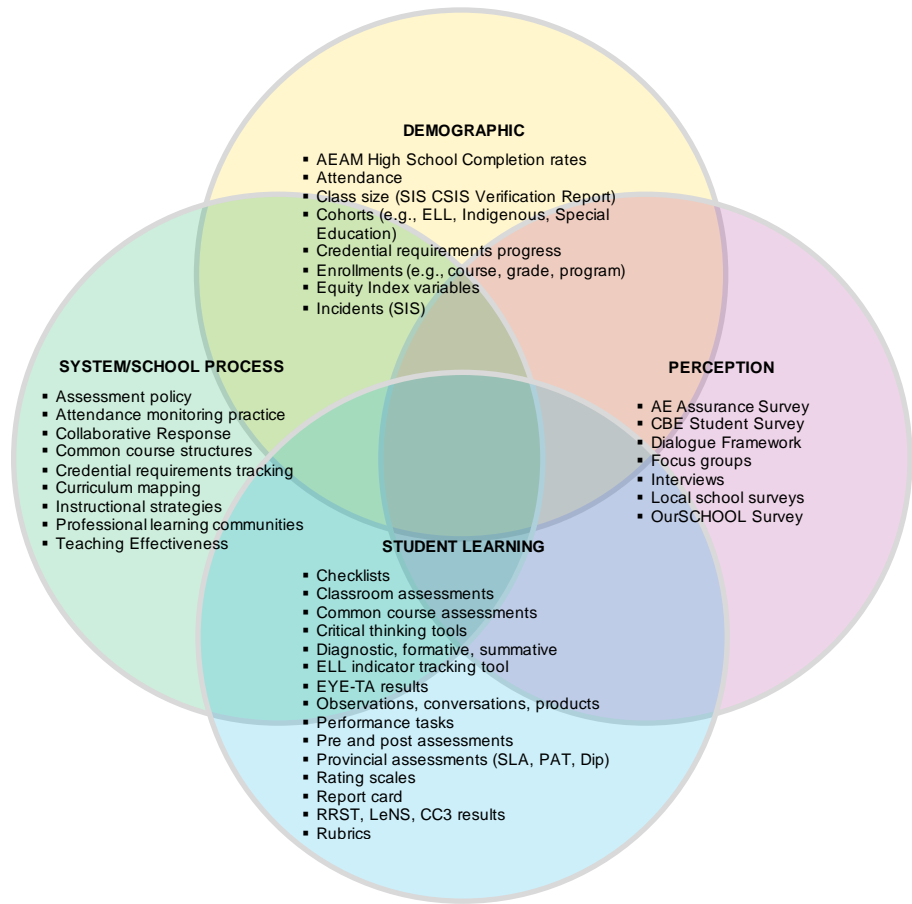 DEMOGRAPHIC
▪ AEAM High School Completion rates
▪ Attendance
▪ Class size (SIS CSIS Verification Report)
▪ Cohorts (e.g., ELL, Indigenous, Special
Education)
▪ Credential requirements progress
▪ Enrollments (e.g., course, grade, program)
▪ Equity Index variables
▪ Incidents (SIS)
SYSTEM/SCHOOL PROCESS
▪ Assessment policy
▪ Attendance monitoring practice
▪ Collaborative Response
▪ Common course structures
▪ Credential requirements tracking
▪ Curriculum mapping
▪ Instructional strategies
▪ Professional learning communities
▪ Teaching Effectiveness
PERCEPTION
▪ AE Assurance Survey
▪ CBE Student Survey
▪ Dialogue Framework
▪ Focus groups
▪ Interviews
▪ Local school surveys
▪ OurSCHOOL Survey
STUDENT LEARNING
▪ Checklists
▪ Classroom assessments
▪ Common course assessments
▪ Critical thinking tools
▪ Diagnostic, formative, summative
▪ ELL indicator tracking tool
▪ EYE-TA results
▪ Observations, conversations, products
▪ Performance tasks
▪ Pre and post assessments
▪ Provincial assessments (SLA, PAT, Dip)
▪ Rating scales
▪ Report card
▪ RRST, LeNS, CC3 results
▪ Rubrics